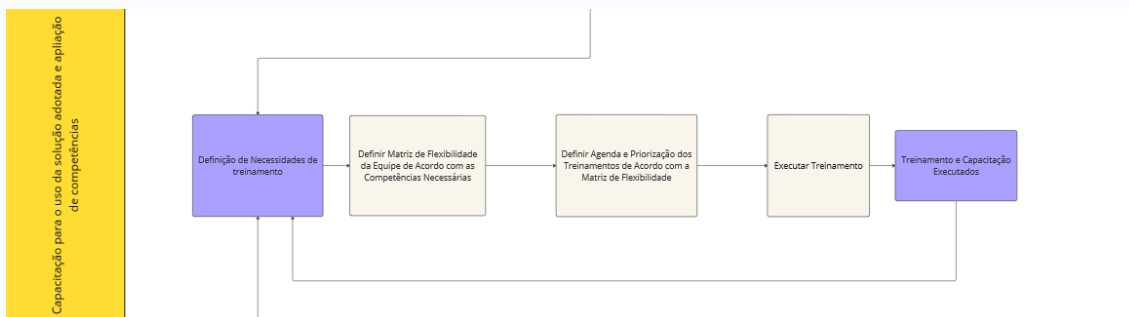 Capacitação para o uso da solução adotada e apliação
de competências
Definição de Necessidades de
treinamento
Definir Matriz de Flexibilidade
da Equipe de Acordo com as
Competências Necessárias
Definir Agenda e Priorização dos
Treinamentos de Acordo com a
Matriz de Flexibilidade
Executar Treinamento
Treinamento e Capacitação
Executados